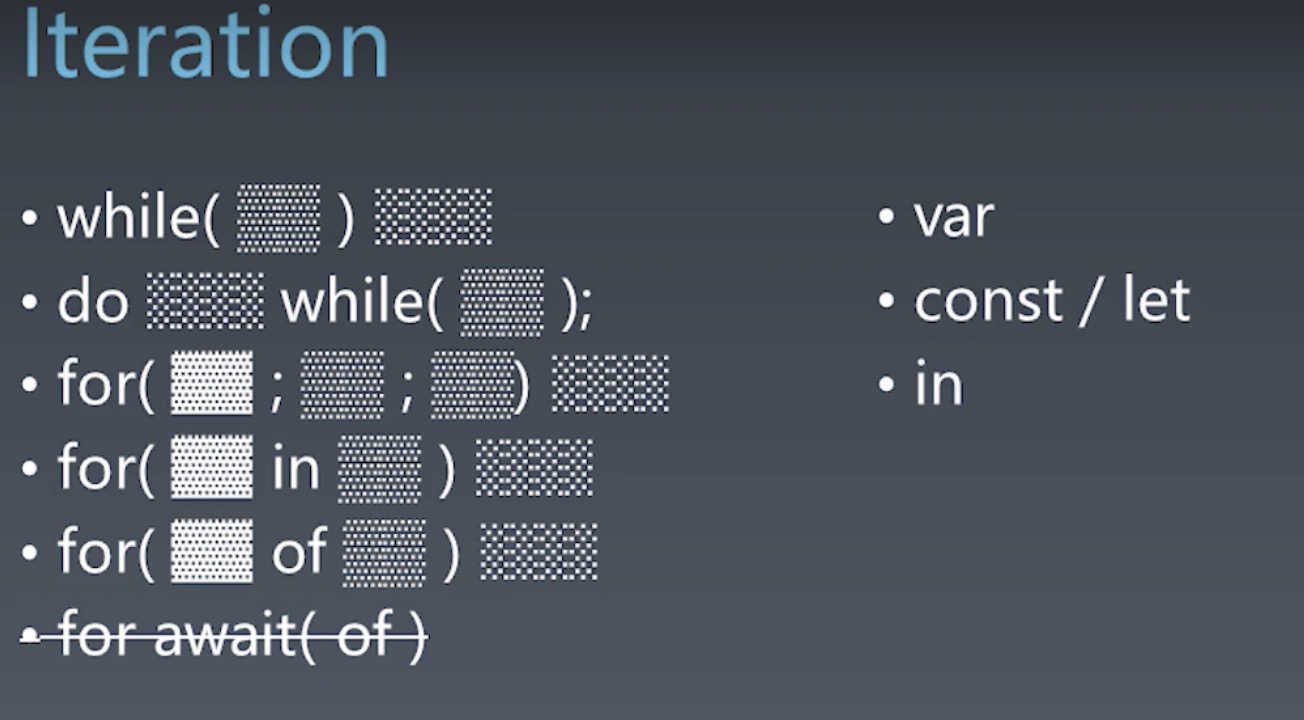 Iteration
• while( ▒▒ ) ░░░
• do ░░░ while( ▒▒ );
• for( ▓▓ ; ▒▒ ; ▒▒) ░░░
• for( ▓▓ in ▒▒ ) ░░░
• for( ▓▓ of ▒▒ ) ░░░
• for await( of )
• var
• const / let
• in